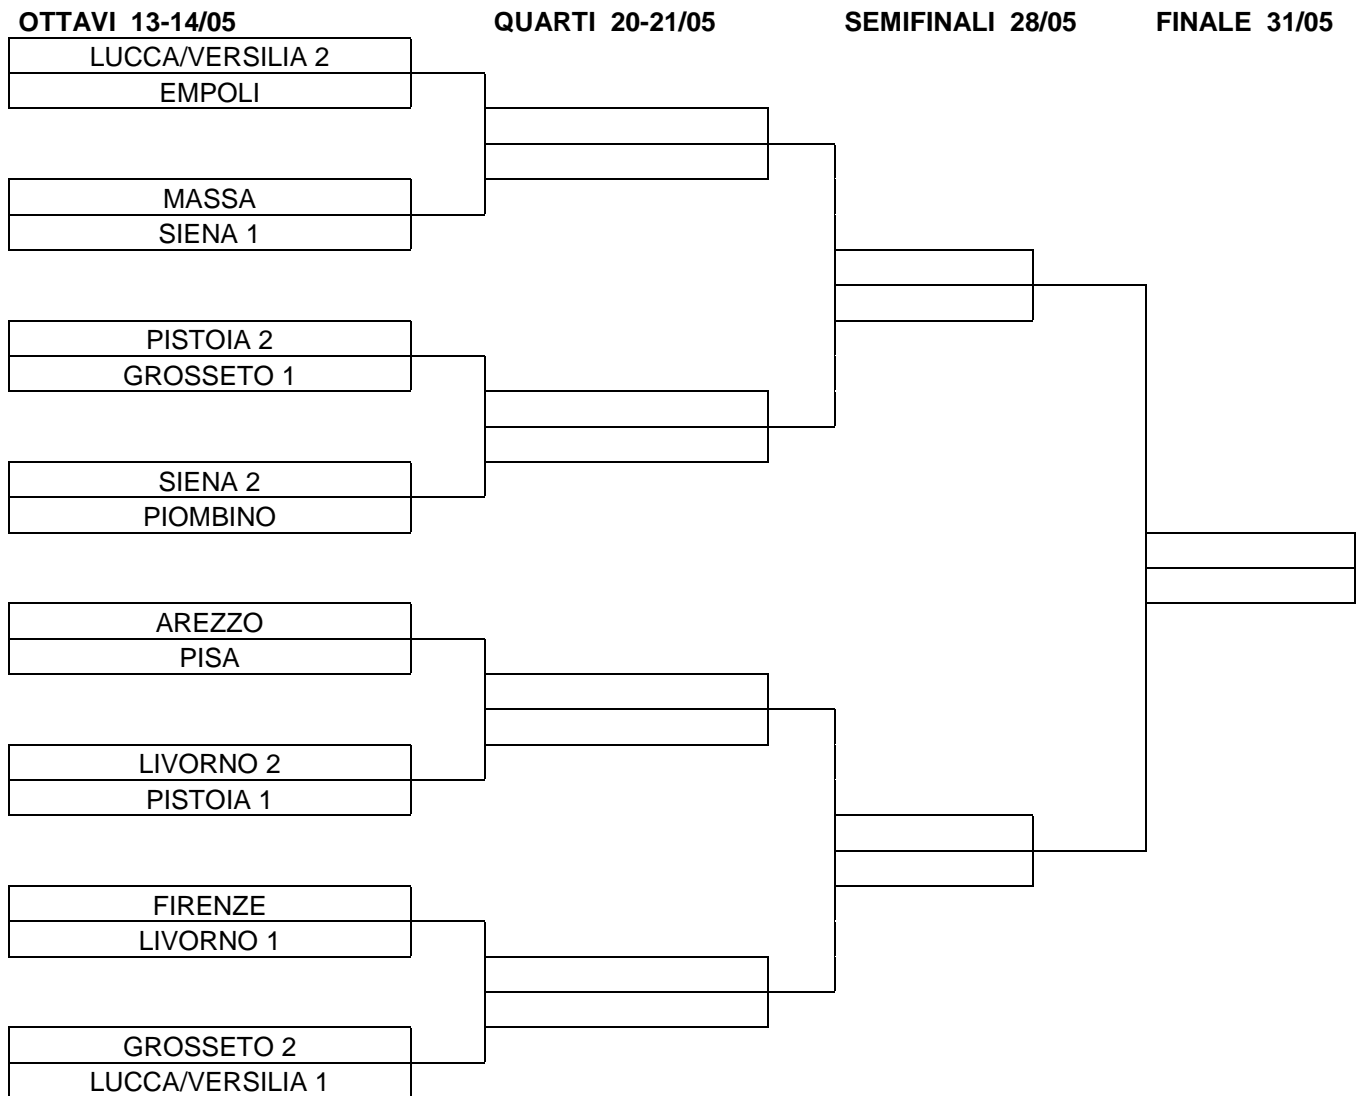 OTTAVI 13-14/05 QUARTI 20-21/05 SEMIFINALI 28/05 FINALE 31/05
LUCCA/VERSILIA 2
EMPOLI
MASSA
SIENA 1
PISTOIA 2
GROSSETO 1
SIENA 2
PIOMBINO
AREZZO
PISA
LIVORNO 2
PISTOIA 1
FIRENZE
LIVORNO 1
GROSSETO 2
LUCCA/VERSILIA 1